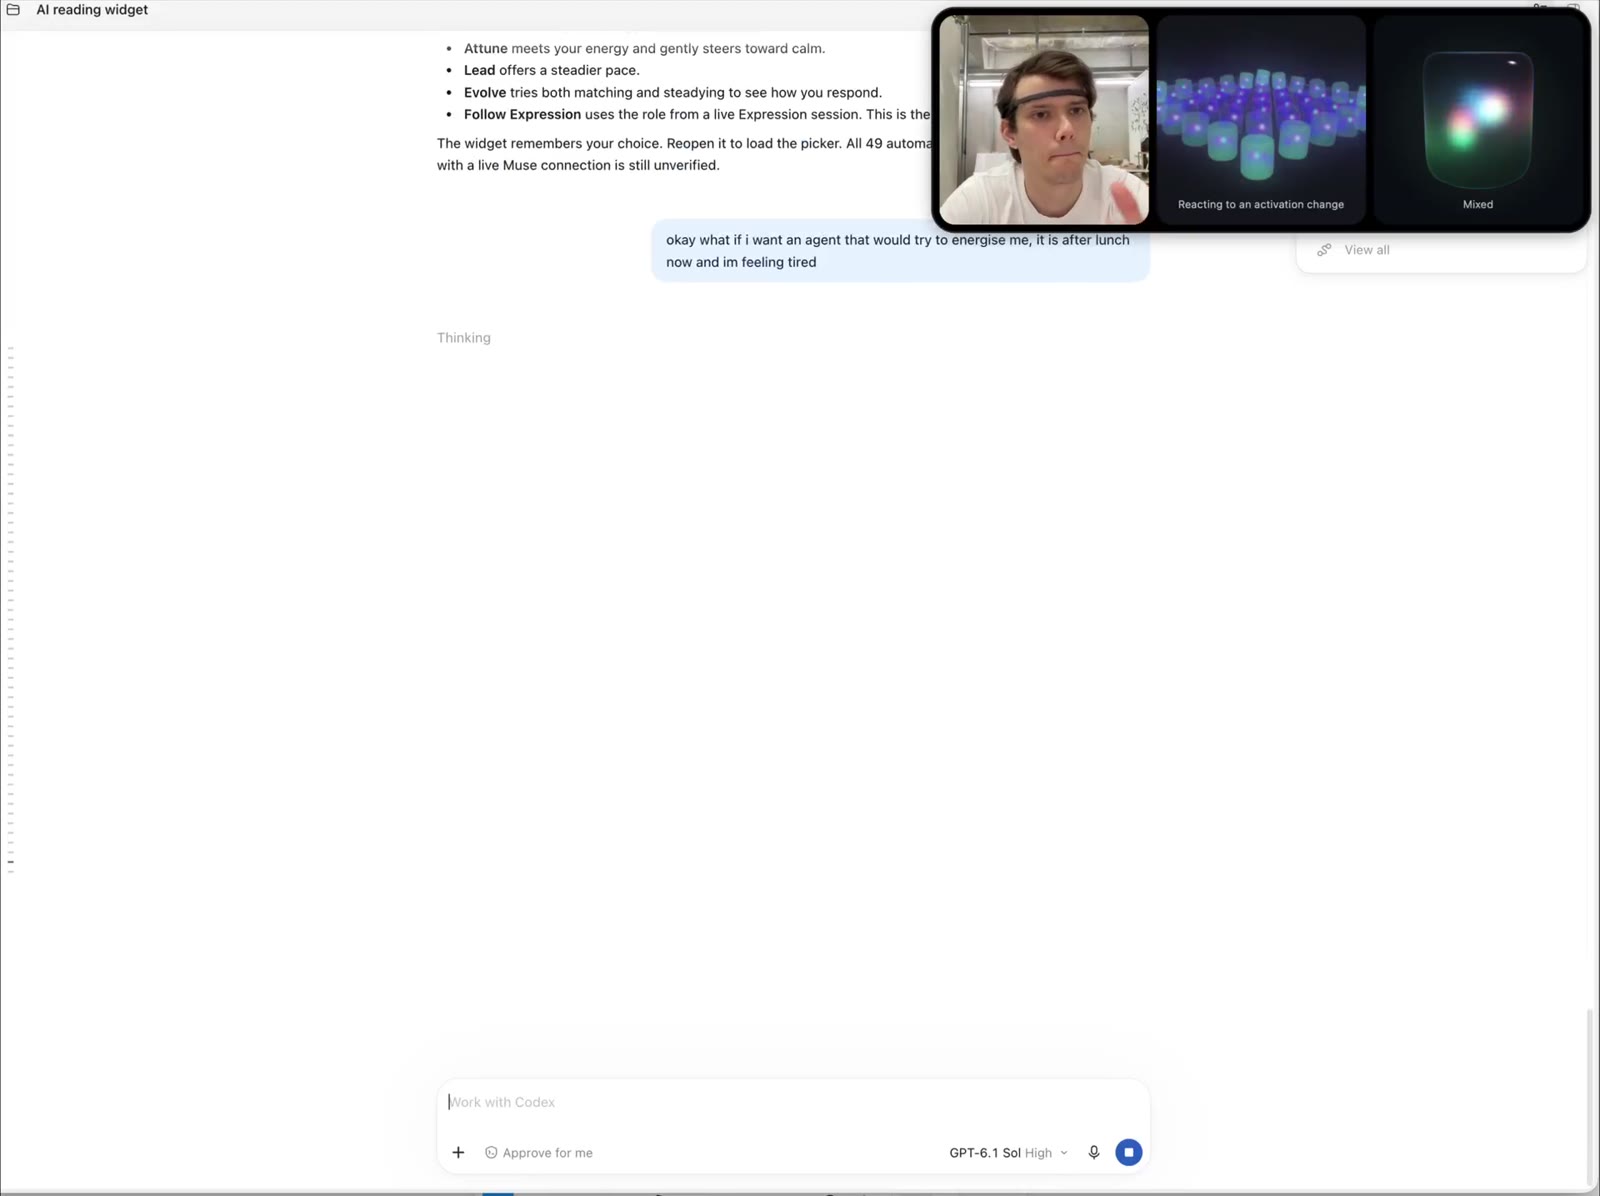 AI reading widget
• Attune meets your energy and gently steers toward calm.
• Lead offers a steadier pace.
• Evolve tries both matching and steadying to see how you respond.
• Follow Expression uses the role from a live Expression session. This is the
The widget remembers your choice. Reopen it to load the picker. All 49 automa
with a live Muse connection is still unverified.
Reacting to an activation change
Mixed
okay what if i want an agent that would try to energise me, it is after lunch
now and im feeling tired
View all
Thinking
Work with Codex
Approve for me
GPT-6.1 Sol High